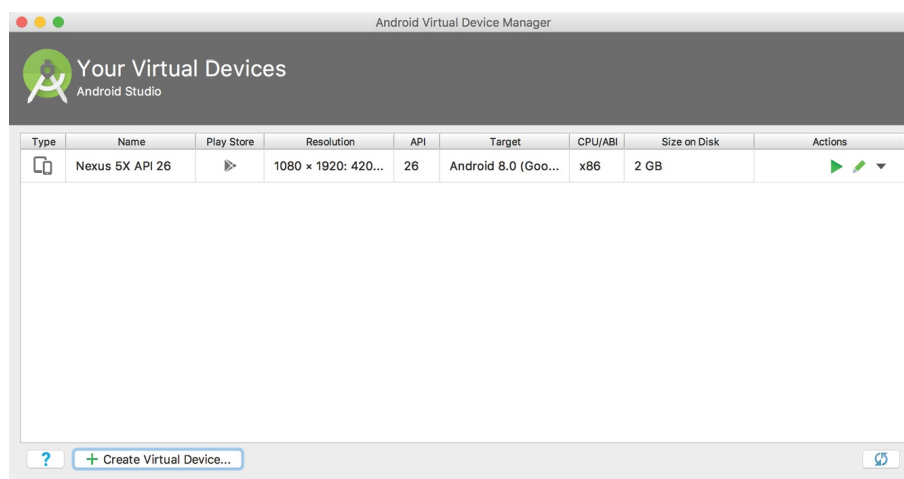 Android Virtual Device Manager
Your Virtual Devices
Android Studio
Type Name Play Store Resolution API Target CPU/ABI Size on Disk Actions
Nexus 5X API 26 1080 × 1920: 420... 26 Android 8.0 (Goo... x86 2 GB
? + Create Virtual Device...